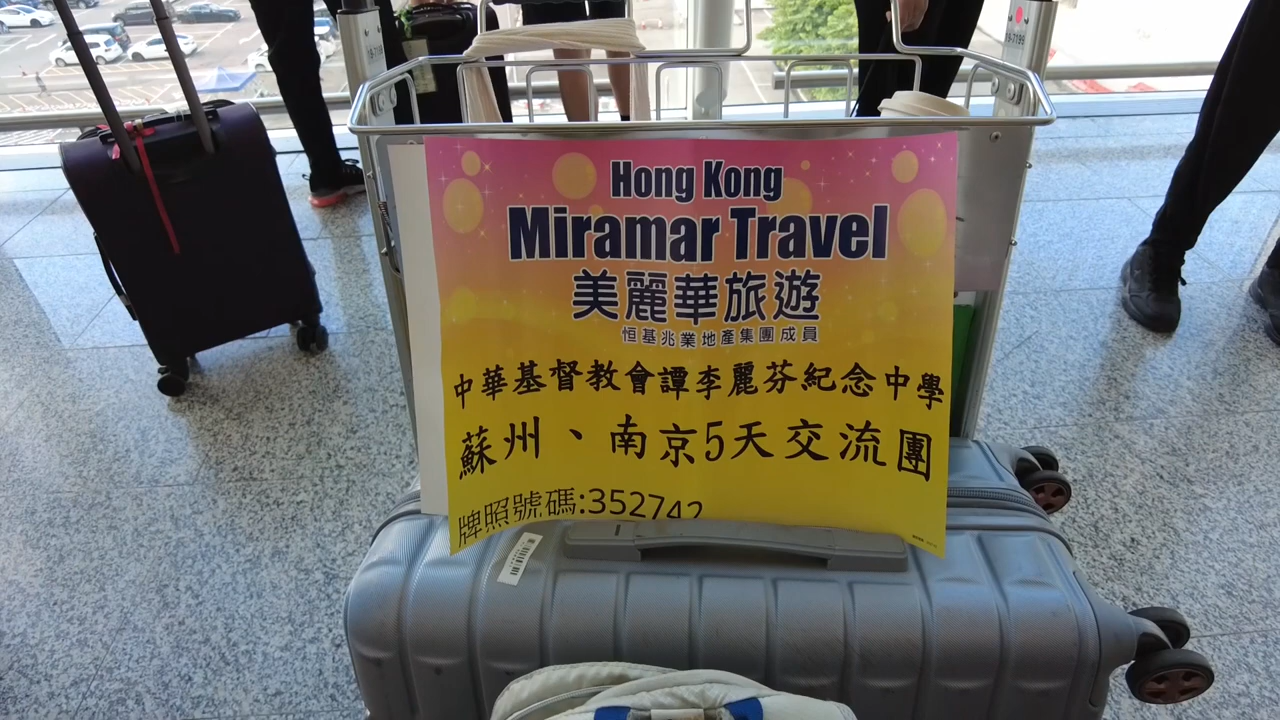 Hong Kong
Miramar Travel
美麗華旅遊
恒基兆業地產集團成員
中華基督教會譚李麗芬紀念中學
蘇州、南京5天交流團
牌照號碼:352742